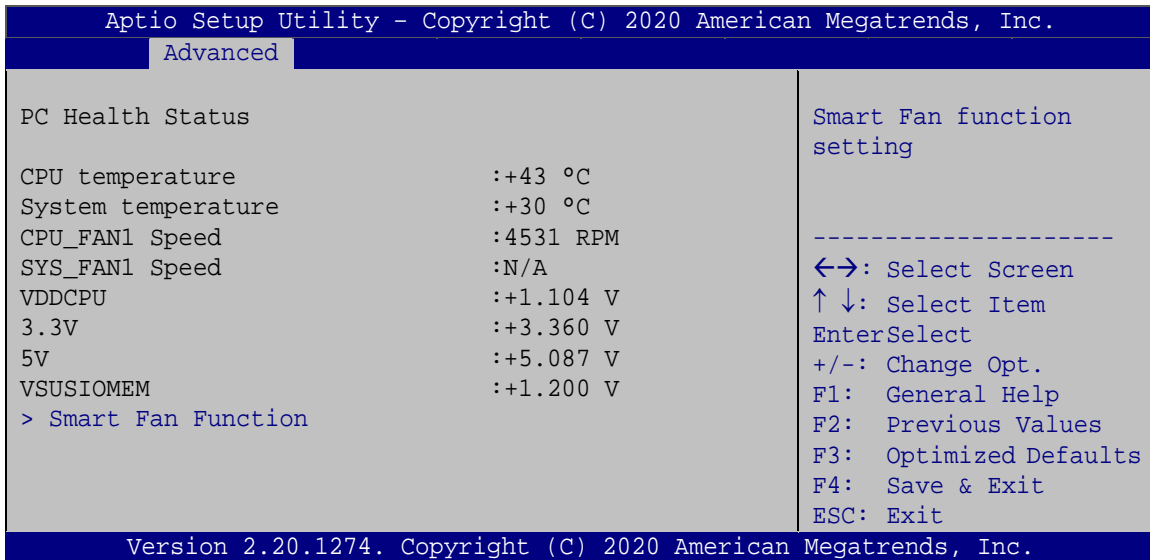 Aptio Setup Utility – Copyright (C) 2020 American Megatrends, Inc.
Advanced
PC Health Status
CPU temperature :+43 °C
System temperature :+30 °C
CPU_FAN1 Speed :4531 RPM
SYS_FAN1 Speed :N/A
VDDCPU :+1.104 V
3.3V :+3.360 V
5V :+5.087 V
VSUSIOMEM :+1.200 V
> Smart Fan Function
Smart Fan function
setting
---------------------
←→: Select Screen
↑ ↓: Select Item
EnterSelect
+/-: Change Opt.
F1: General Help
F2: Previous Values
F3: Optimized Defaults
F4: Save & Exit
ESC: Exit
Version 2.20.1274. Copyright (C) 2020 American Megatrends, Inc.